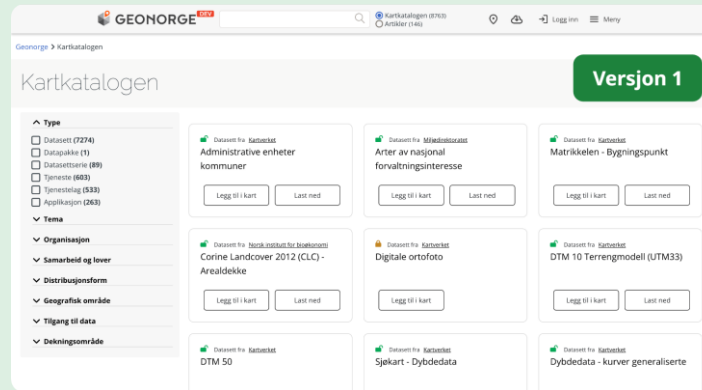 GEONORGE DEV
Kartkatalogen (8763)
Artikler (146)
Logg inn
Meny
Geonorge > Kartkatalogen
Kartkatalogen
Versjon 1
Type
Datasett (7274)
Datapakke (1)
Datasettserie (89)
Tjeneste (603)
Tjenestelag (533)
Applikasjon (263)
Tema
Organisasjon
Samarbeid og lover
Distribusjonsform
Geografisk område
Tilgang til data
Dekningsområde
Datasett fra Kartverket
Administrative enheter
kommuner
Legg til i kart
Last ned
Datasett fra Miljødirektoratet
Arter av nasjonal
forvaltningsinteresse
Legg til i kart
Last ned
Datasett fra Kartverket
Matrikkelen - Bygningspunkt
Legg til i kart
Last ned
Datasett fra Norsk institutt for bioøkonomi
Corine Landcover 2012 (CLC) -
Arealdekke
Legg til i kart
Last ned
Datasett fra Kartverket
Digitale ortofoto
Legg til i kart
Datasett fra Kartverket
DTM 10 Terrengmodell (UTM33)
Legg til i kart
Last ned
Datasett fra Kartverket
DTM 50
Datasett fra Kartverket
Sjøkart - Dybdedata
Datasett fra Kartverket
Dybdedata - kurver generaliserte